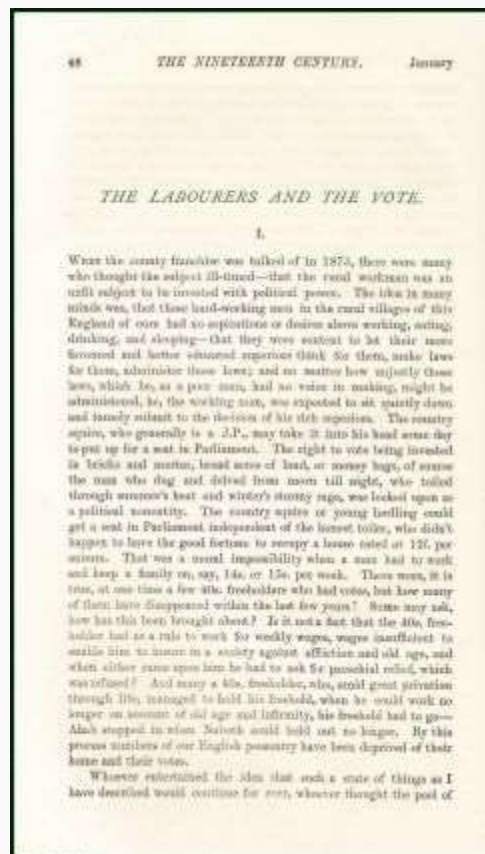 48 THE NINETEENTH CENTURY. January
THE LABOURERS AND THE VOTE.
I.
WHEN the county franchise was talked of in 1873, there were many
who thought the subject ill-timed—that the rural workman was an
unfit subject to be invested with political power. The idea in many
minds was, that these hard-working men in the rural villages of this
England of ours had no aspirations or desires above working, eating,
drinking, and sleeping—that they were content to let their more
favoured and better educated superiors think for them, make laws
for them, administer those laws; and no matter how unjustly those
laws, which he, as a poor man, had no voice in making, might be
administered, he, the working man, was expected to sit quietly down
and tamely submit to the decision of his rich superiors. The country
squire, who generally is a J.P., may take it into his head some day
to put up for a seat in Parliament. The right to vote being invested
in bricks and mortar, broad acres of land, or money bags, of course
the man who dug and delved from morn till night, who toiled
through summer's heat and winter's stormy rage, was looked upon as
a political nonentity. The country squire or young lordling could
get a seat in Parliament independent of the honest toiler, who didn't
happen to have the good fortune to occupy a house rated at 12l. per
annum. That was a moral impossibility when a man had to work
and keep a family on, say, 14s. or 15s. per week. There were, it is
true, at one time a few 40s. freeholders who had votes, but how many
of them have disappeared within the last few years? Some may ask,
how has this been brought about? Is it not a fact that the 40s. free-
holder had as a rule to work for weekly wages, wages insufficient to
enable him to insure in a society against affliction and old age, and
when either came upon him he had to ask for parochial relief, which
was refused? And many a 40s. freeholder, who, amid great privation
through life, managed to hold his freehold, when he could work no
longer on account of old age and infirmity, his freehold had to go—
Ahab stepped in when Naboth could hold out no longer. By this
process numbers of our English peasantry have been deprived of their
home and their votes.
Whoever entertained the idea that such a state of things as I
have described would continue for ever, whoever thought the pool of